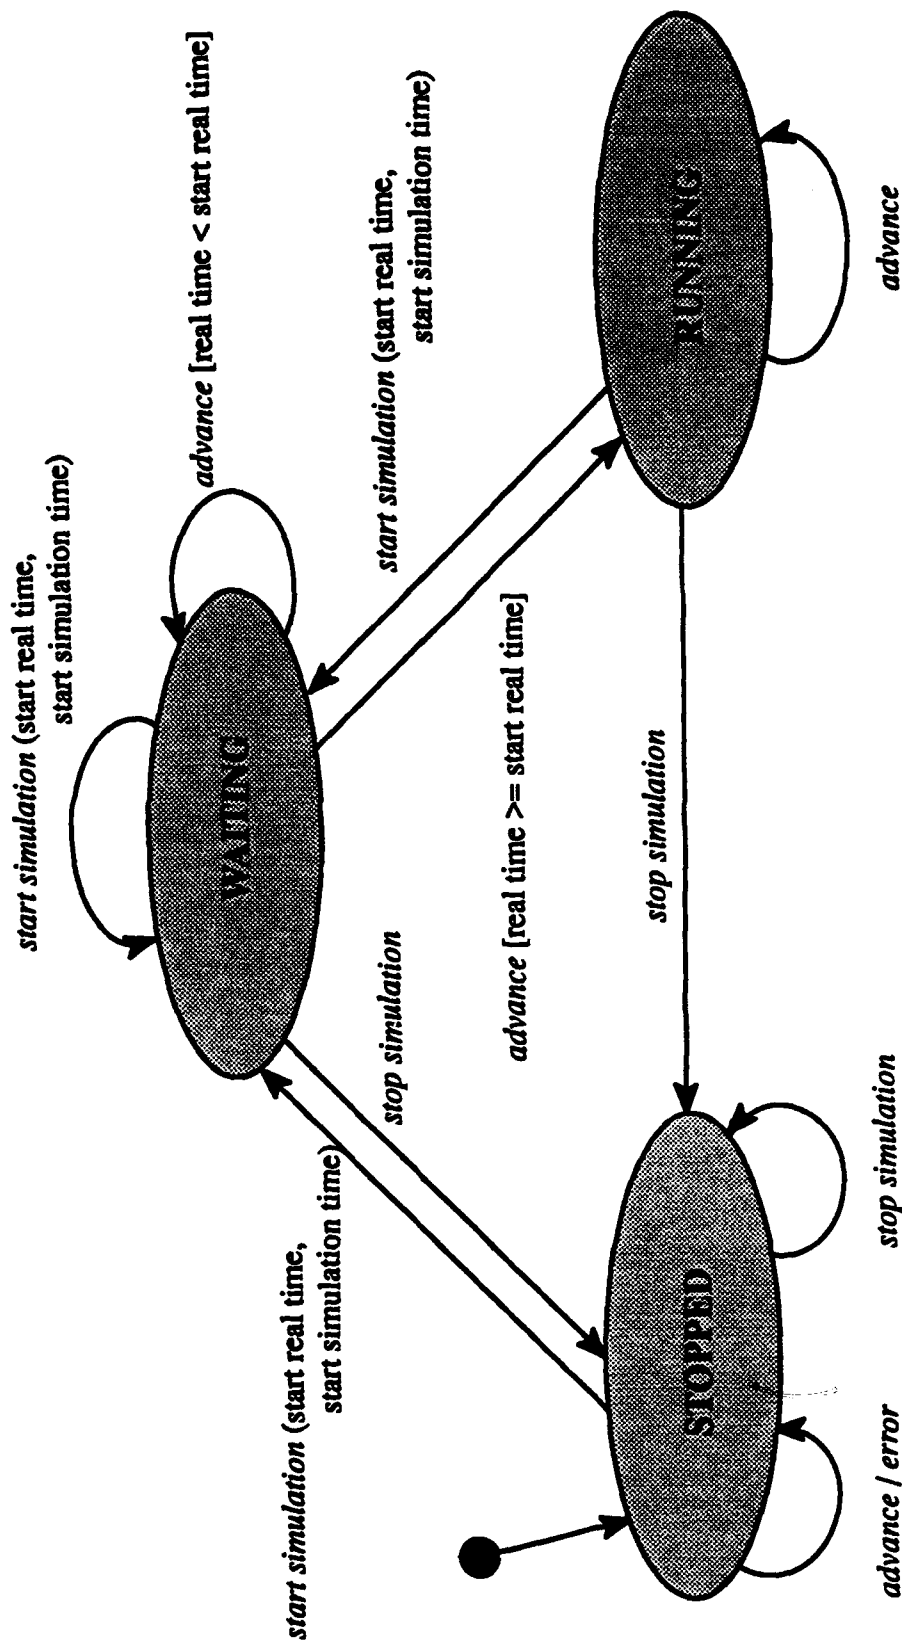 start simulation (start real time,
start simulation time)
advance [real time < start real time]
WAITING
start simulation (start real time,
start simulation time)
stop simulation
start simulation (start real time,
start simulation time)
advance [real time >= start real time]
stop simulation
STOPPED
RUNNING
advance / error
stop simulation
advance